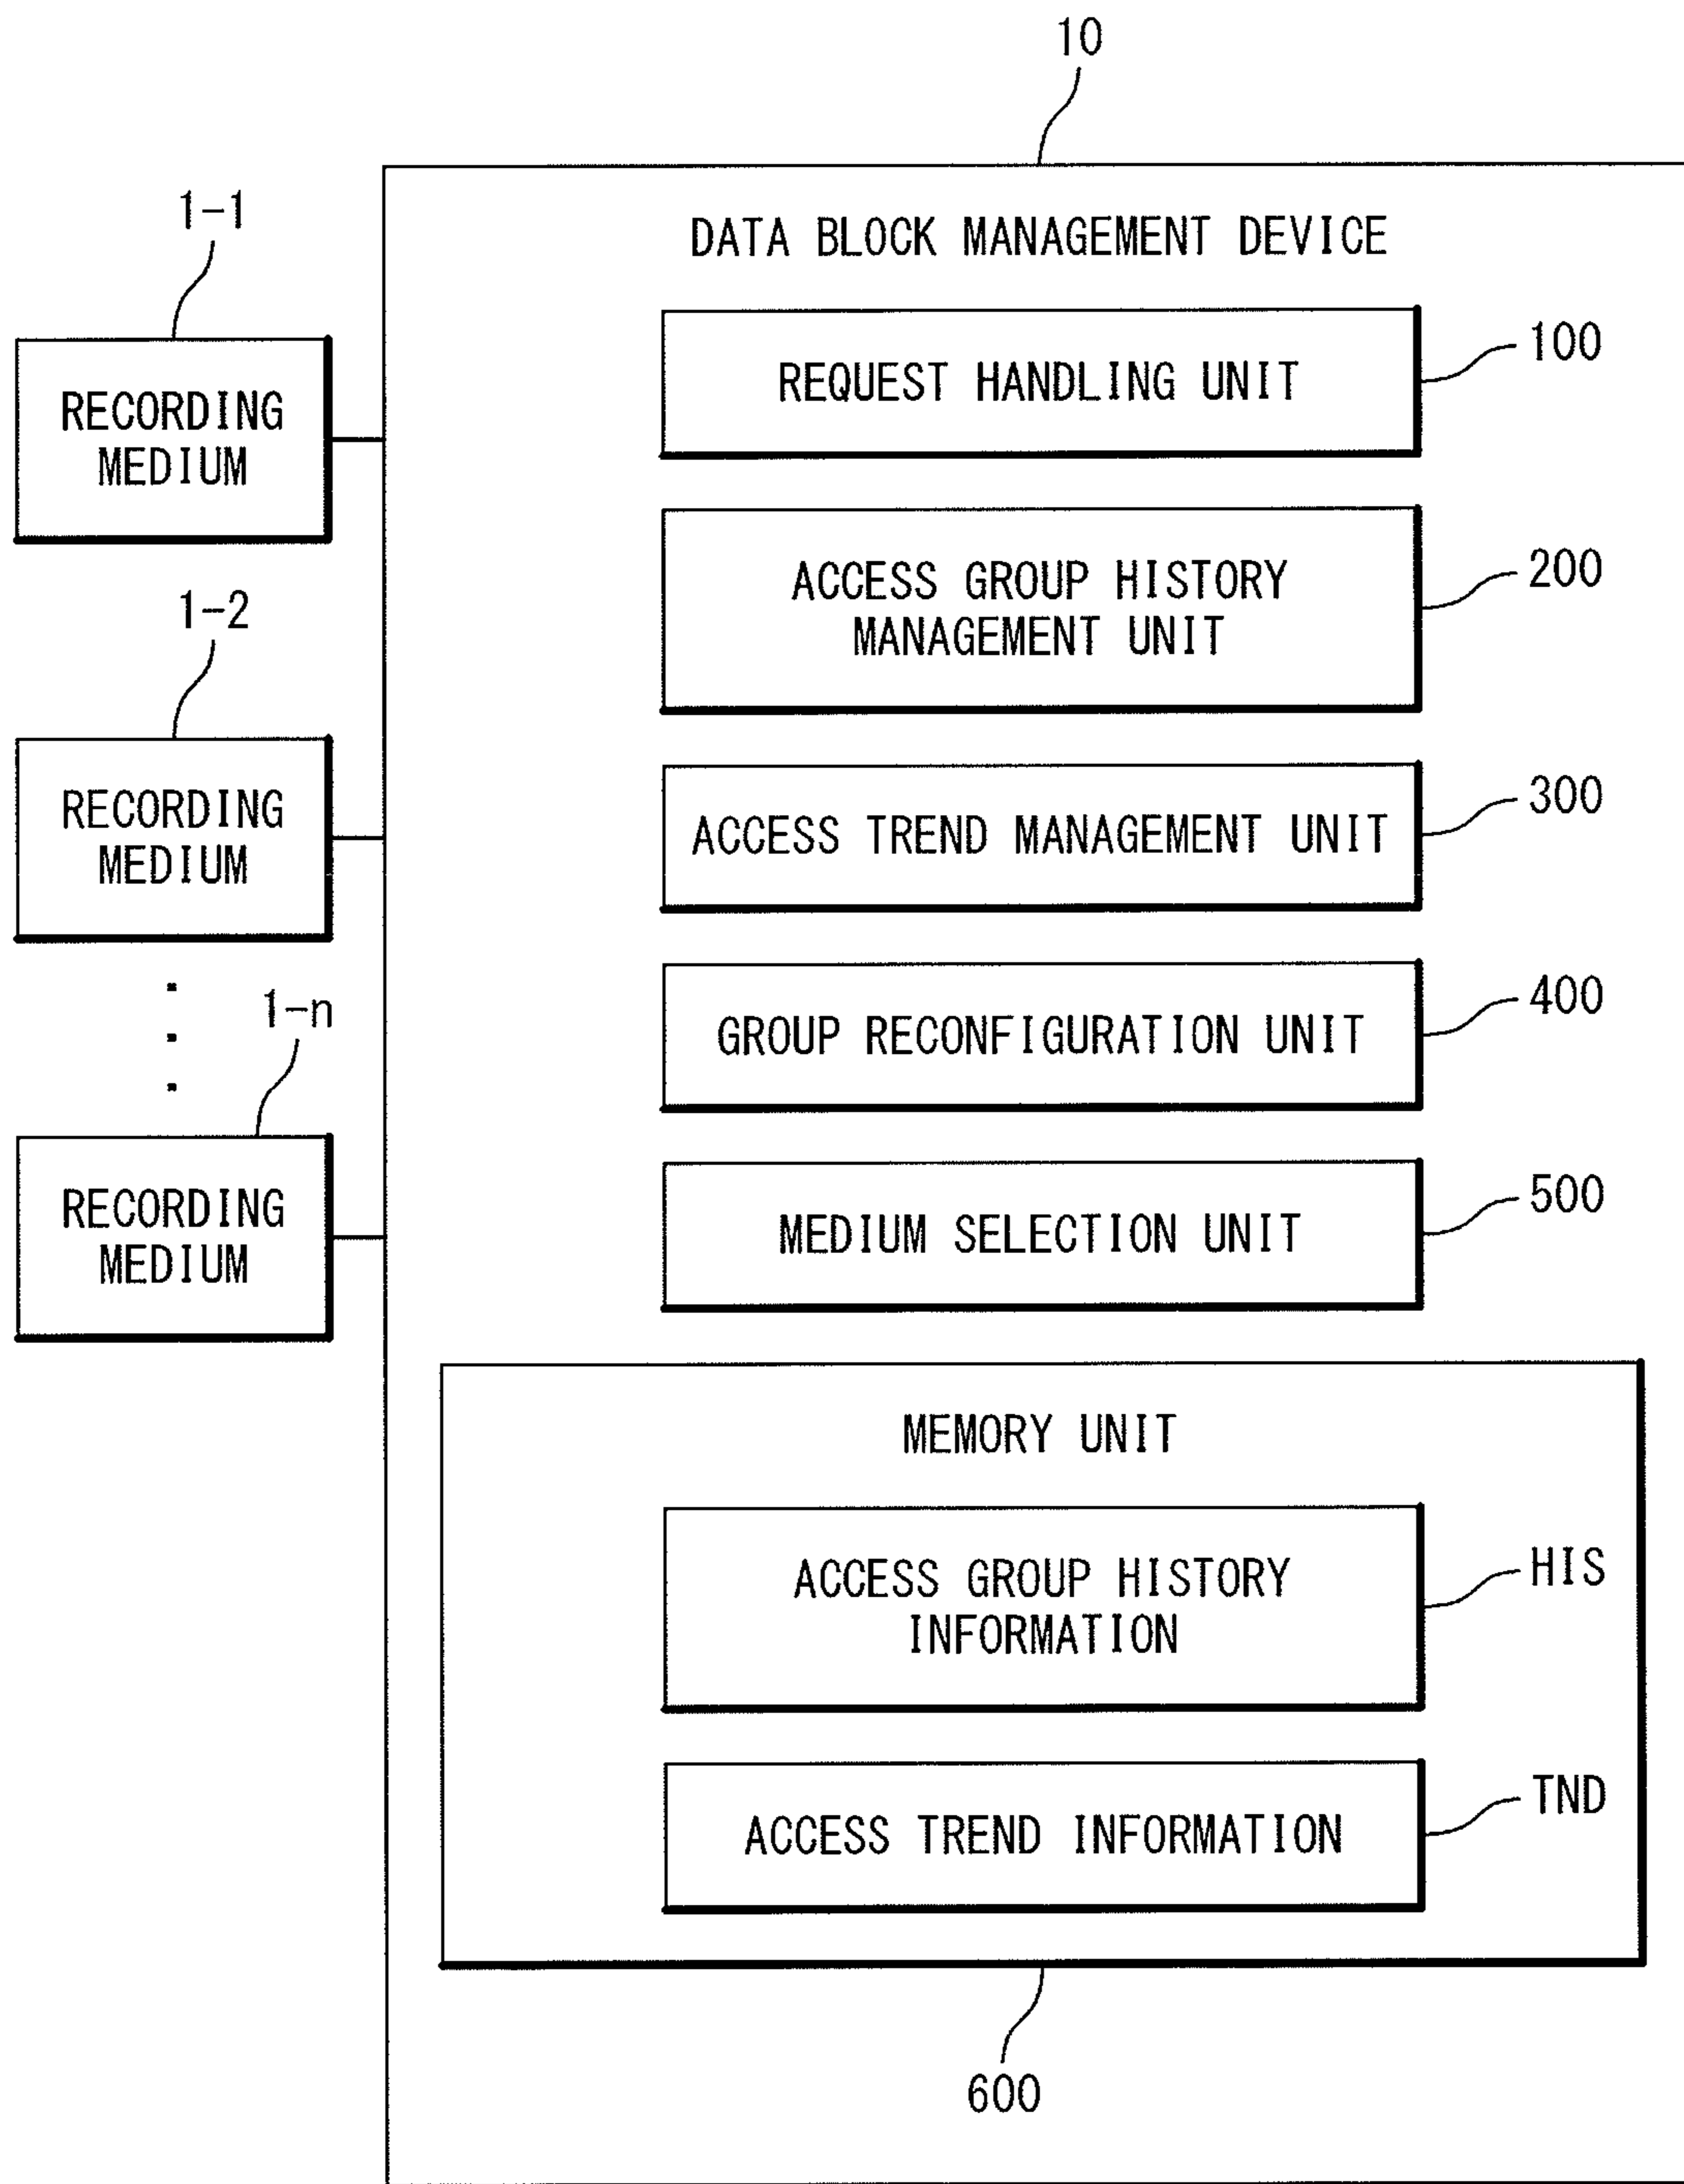 10
1-1
DATA BLOCK MANAGEMENT DEVICE
REQUEST HANDLING UNIT
100
RECORDING
MEDIUM
ACCESS GROUP HISTORY
MANAGEMENT UNIT
200
1-2
RECORDING
MEDIUM
ACCESS TREND MANAGEMENT UNIT
300
1-n
GROUP RECONFIGURATION UNIT
400
RECORDING
MEDIUM
MEDIUM SELECTION UNIT
500
MEMORY UNIT
ACCESS GROUP HISTORY
INFORMATION
HIS
ACCESS TREND INFORMATION
TND
600